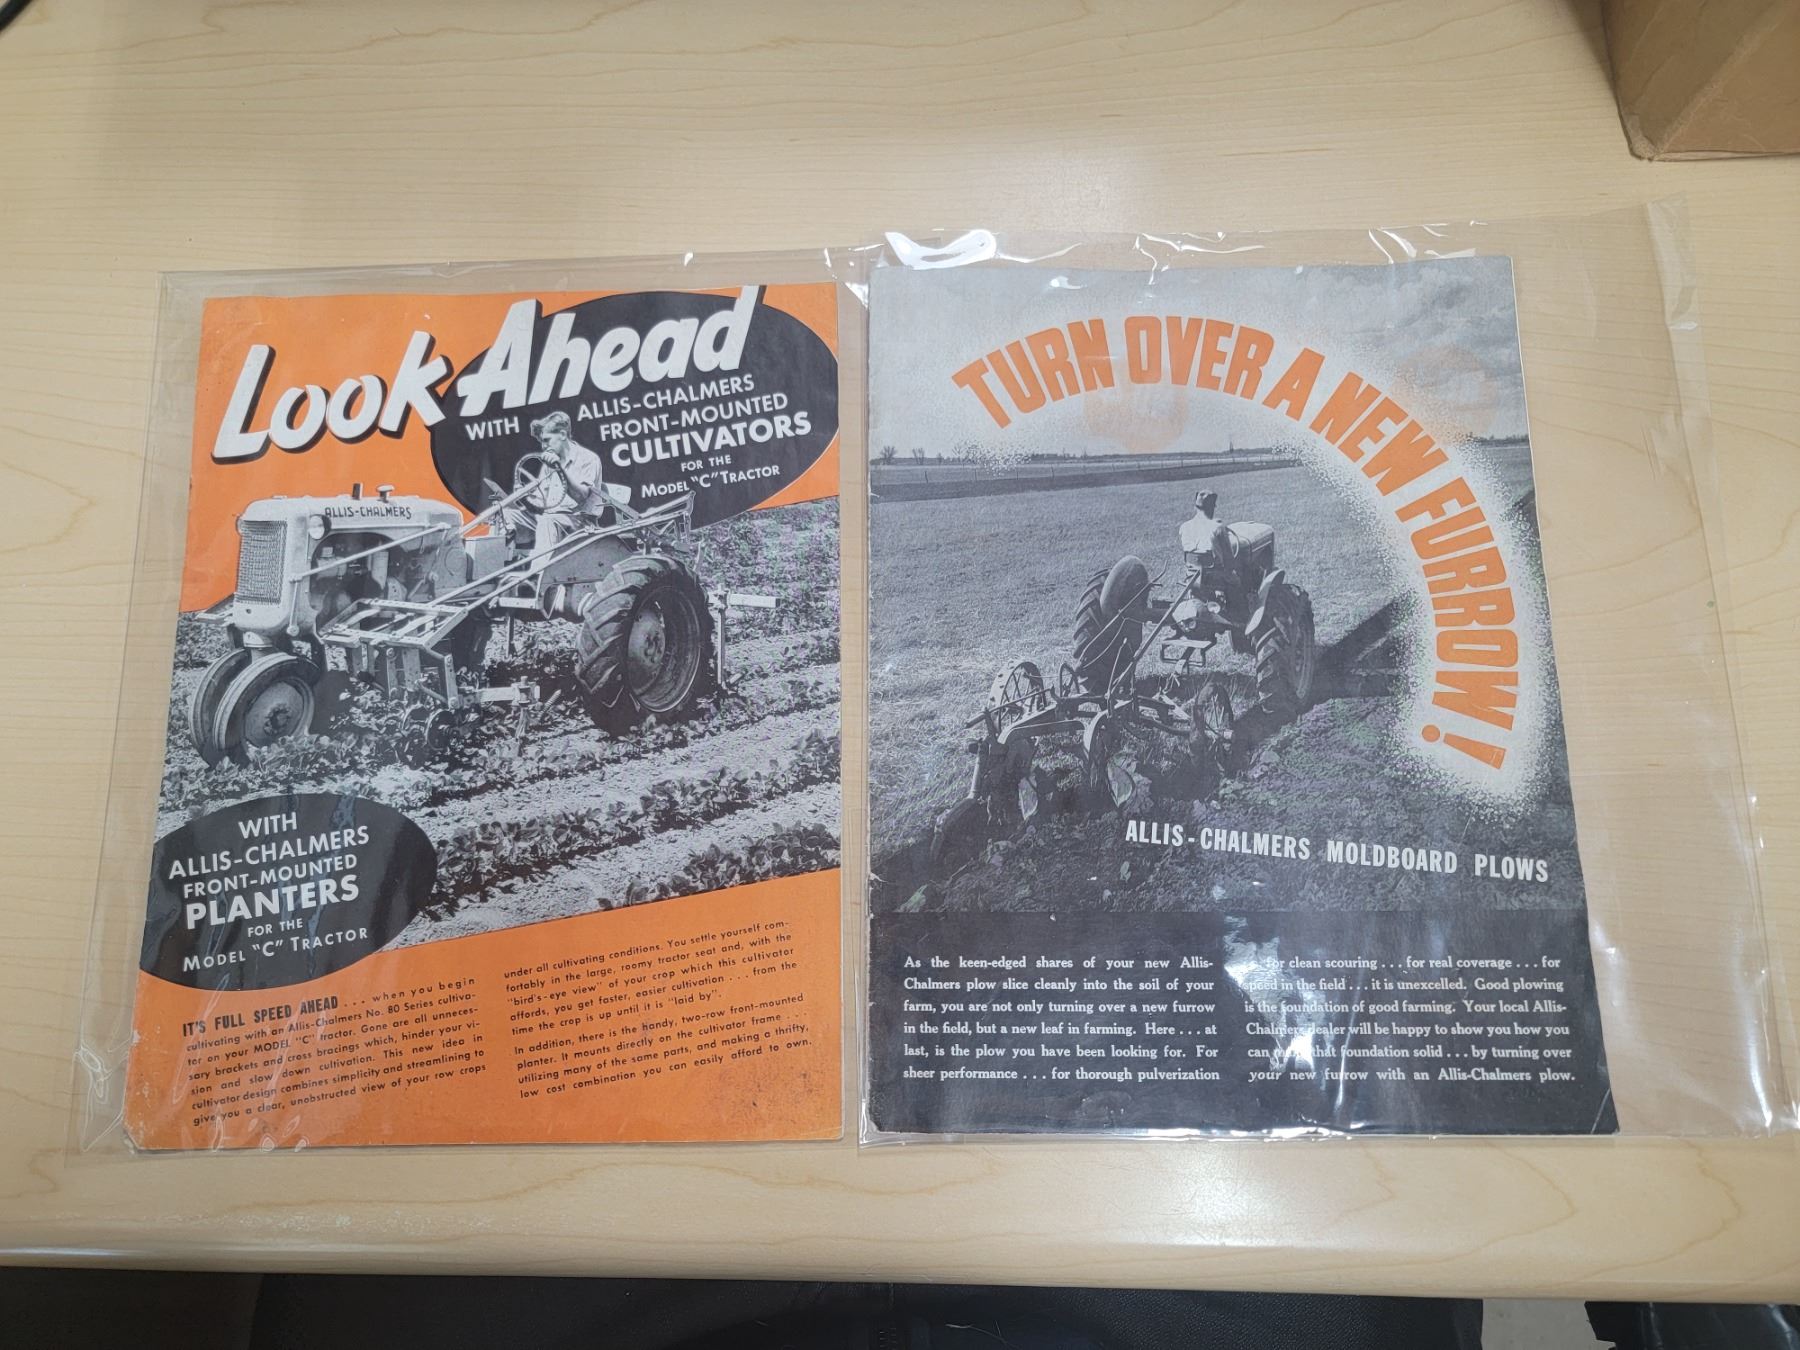 Look Ahead
WITH
ALLIS-CHALMERS
FRONT-MOUNTED
CULTIVATORS
FOR THE
MODEL "C" TRACTOR
ALLIS-CHALMERS
WITH
ALLIS-CHALMERS
FRONT-MOUNTED
PLANTERS
FOR THE
MODEL "C" TRACTOR
IT'S FULL SPEED AHEAD . . . when you begin
cultivating with an Allis-Chalmers No. 80 Series cultiva-
tor on your MODEL "C" tractor. Gone are all unneces-
sary brackets and cross bracings which, hinder your vi-
sion and slow down cultivation. This new idea in
cultivator design combines simplicity and streamlining to
give you a clear, unobstructed view of your row crops
under all cultivating conditions. You settle yourself com-
fortably in the large, roomy tractor seat and, with the
"bird's-eye view" of your crop which this cultivator
affords, you get faster, easier cultivation . . . from the
time the crop is up until it is "laid by".
In addition, there is the handy, two-row front-mounted
planter. It mounts directly on the cultivator frame . . .
utilizing many of the same parts, and making a thrifty,
low cost combination you can easily afford to own.
TURN OVER A NEW FURROW!
ALLIS-CHALMERS MOLDBOARD PLOWS
As the keen-edged shares of your new Allis-
Chalmers plow slice cleanly into the soil of your
farm, you are not only turning over a new furrow
in the field, but a new leaf in farming. Here . . . at
last, is the plow you have been looking for. For
sheer performance . . . for thorough pulverization
. . . for clean scouring . . . for real coverage . . . for
speed in the field . . . it is unexcelled. Good plowing
is the foundation of good farming. Your local Allis-
Chalmers dealer will be happy to show you how you
can make that foundation solid . . . by turning over
your new furrow with an Allis-Chalmers plow.